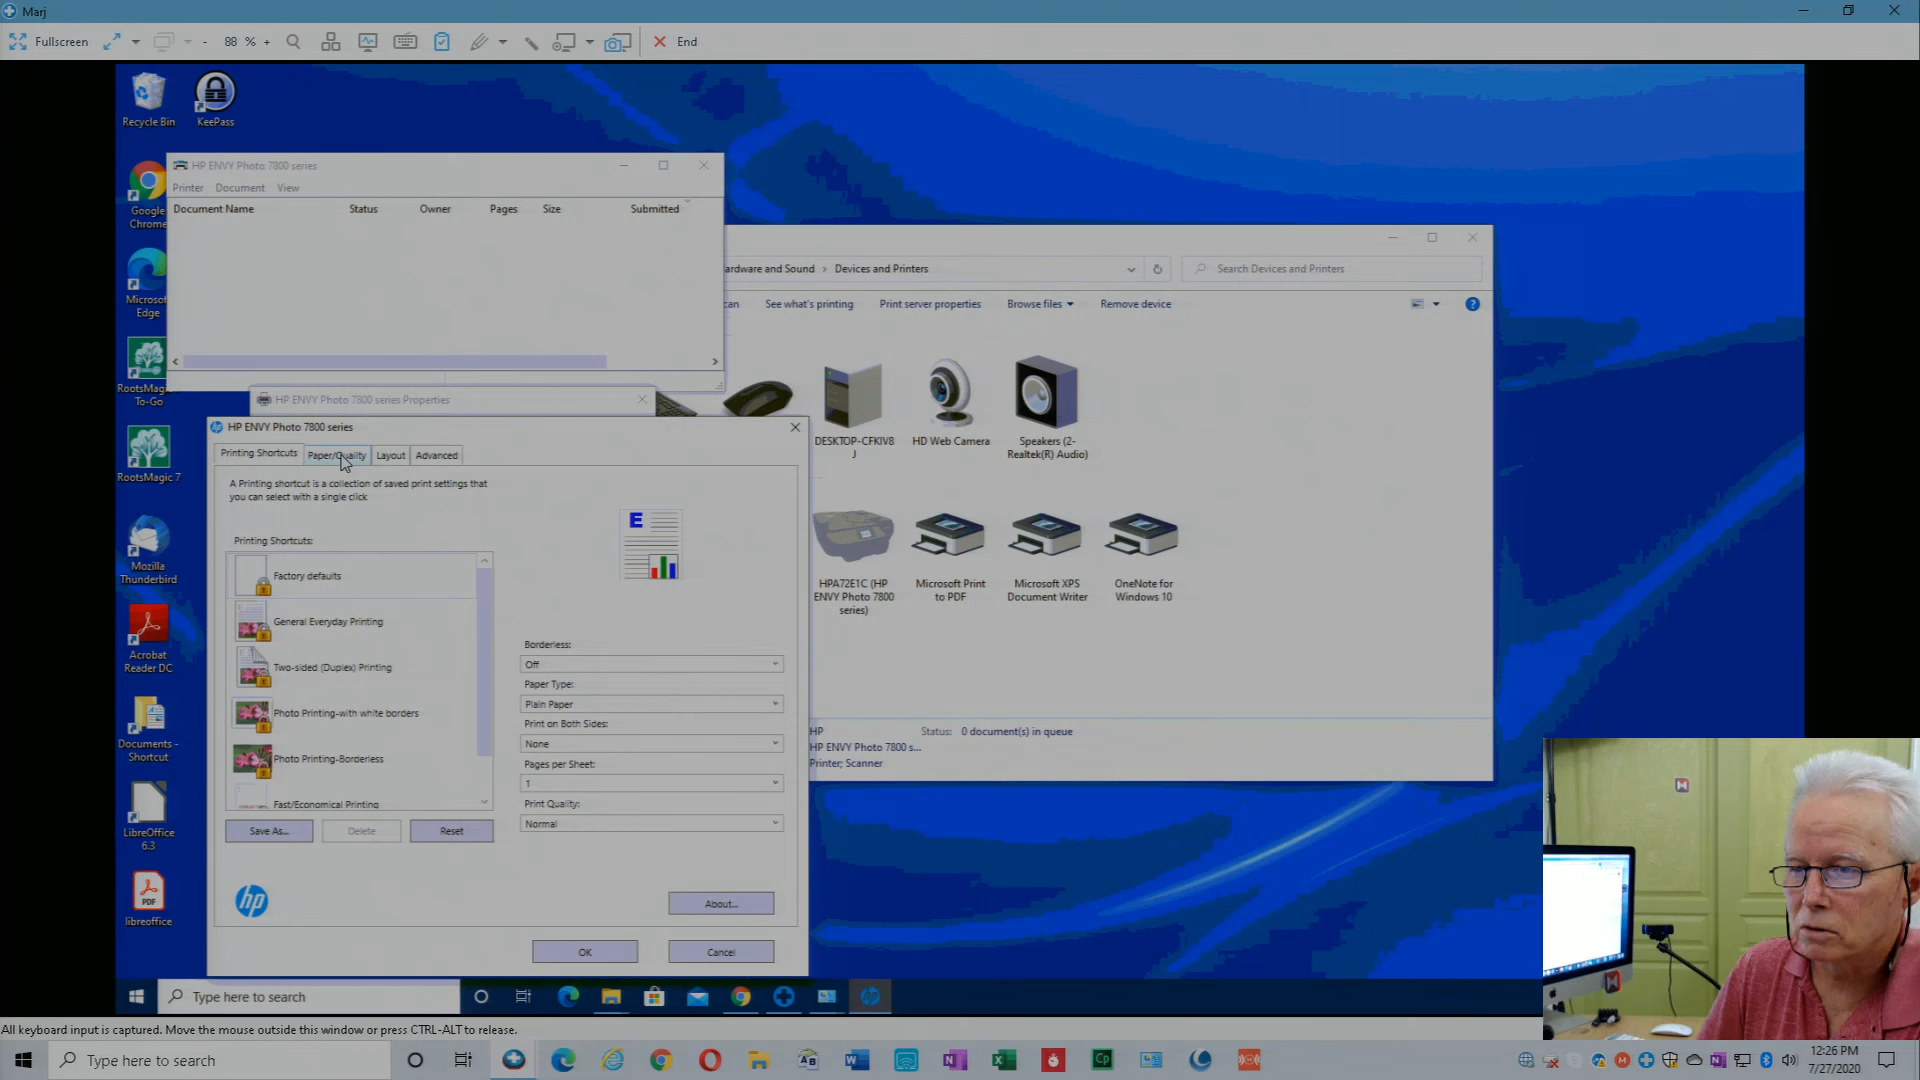 Marj
Fullscreen
- 88 % +
End
Recycle Bin
KeePass
Google Chrome
Microsoft Edge
RootsMagic To-Go
RootsMagic 7
Mozilla Thunderbird
Acrobat Reader DC
Documents - Shortcut
LibreOffice 6.3
libreoffice
HP ENVY Photo 7800 series
Printer Document View
Document Name Status Owner Pages Size Submitted
ardware and Sound > Devices and Printers
Search Devices and Printers
can See what's printing Print server properties Browse files Remove device
DESKTOP-CFKIV8J
HD Web Camera
Speakers (2- Realtek(R) Audio)
HPA72E1C (HP ENVY Photo 7800 series)
Microsoft Print to PDF
Microsoft XPS Document Writer
OneNote for Windows 10
HP Status: 0 document(s) in queue
HP ENVY Photo 7800 s...
Printer; Scanner
HP ENVY Photo 7800 series Properties
HP ENVY Photo 7800 series
Printing Shortcuts Paper/Quality Layout Advanced
A Printing shortcut is a collection of saved print settings that
you can select with a single click
Printing Shortcuts:
Factory defaults
General Everyday Printing
Two-sided (Duplex) Printing
Photo Printing-with white borders
Photo Printing-Borderless
Fast/Economical Printing
Save As... Delete Reset
E
Borderless:
Off
Paper Type:
Plain Paper
Print on Both Sides:
None
Pages per Sheet:
1
Print Quality:
Normal
hp
About...
OK Cancel
Type here to search
All keyboard input is captured. Move the mouse outside this window or press CTRL-ALT to release.
Type here to search
12:26 PM
7/27/2020